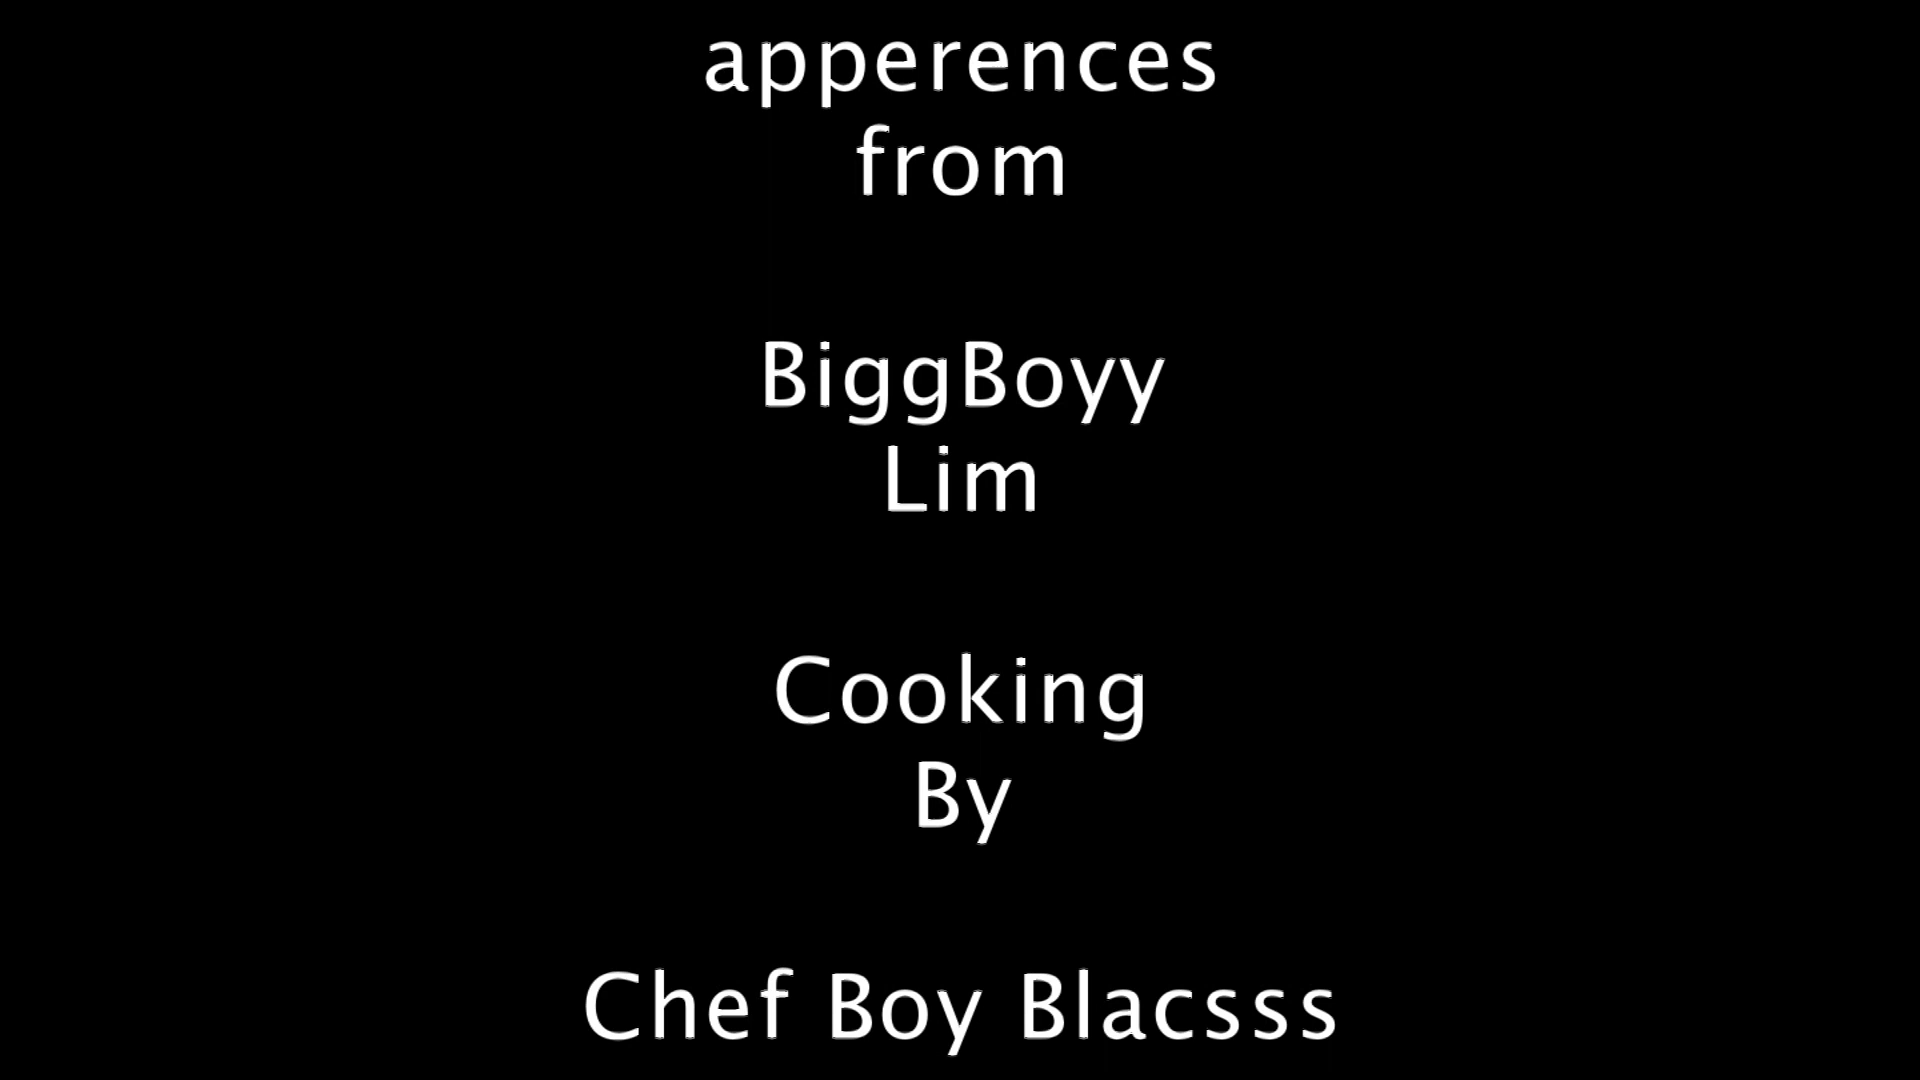 apperences
from
BiggBoyy
Lim
Cooking
By
Chef Boy Blacsss